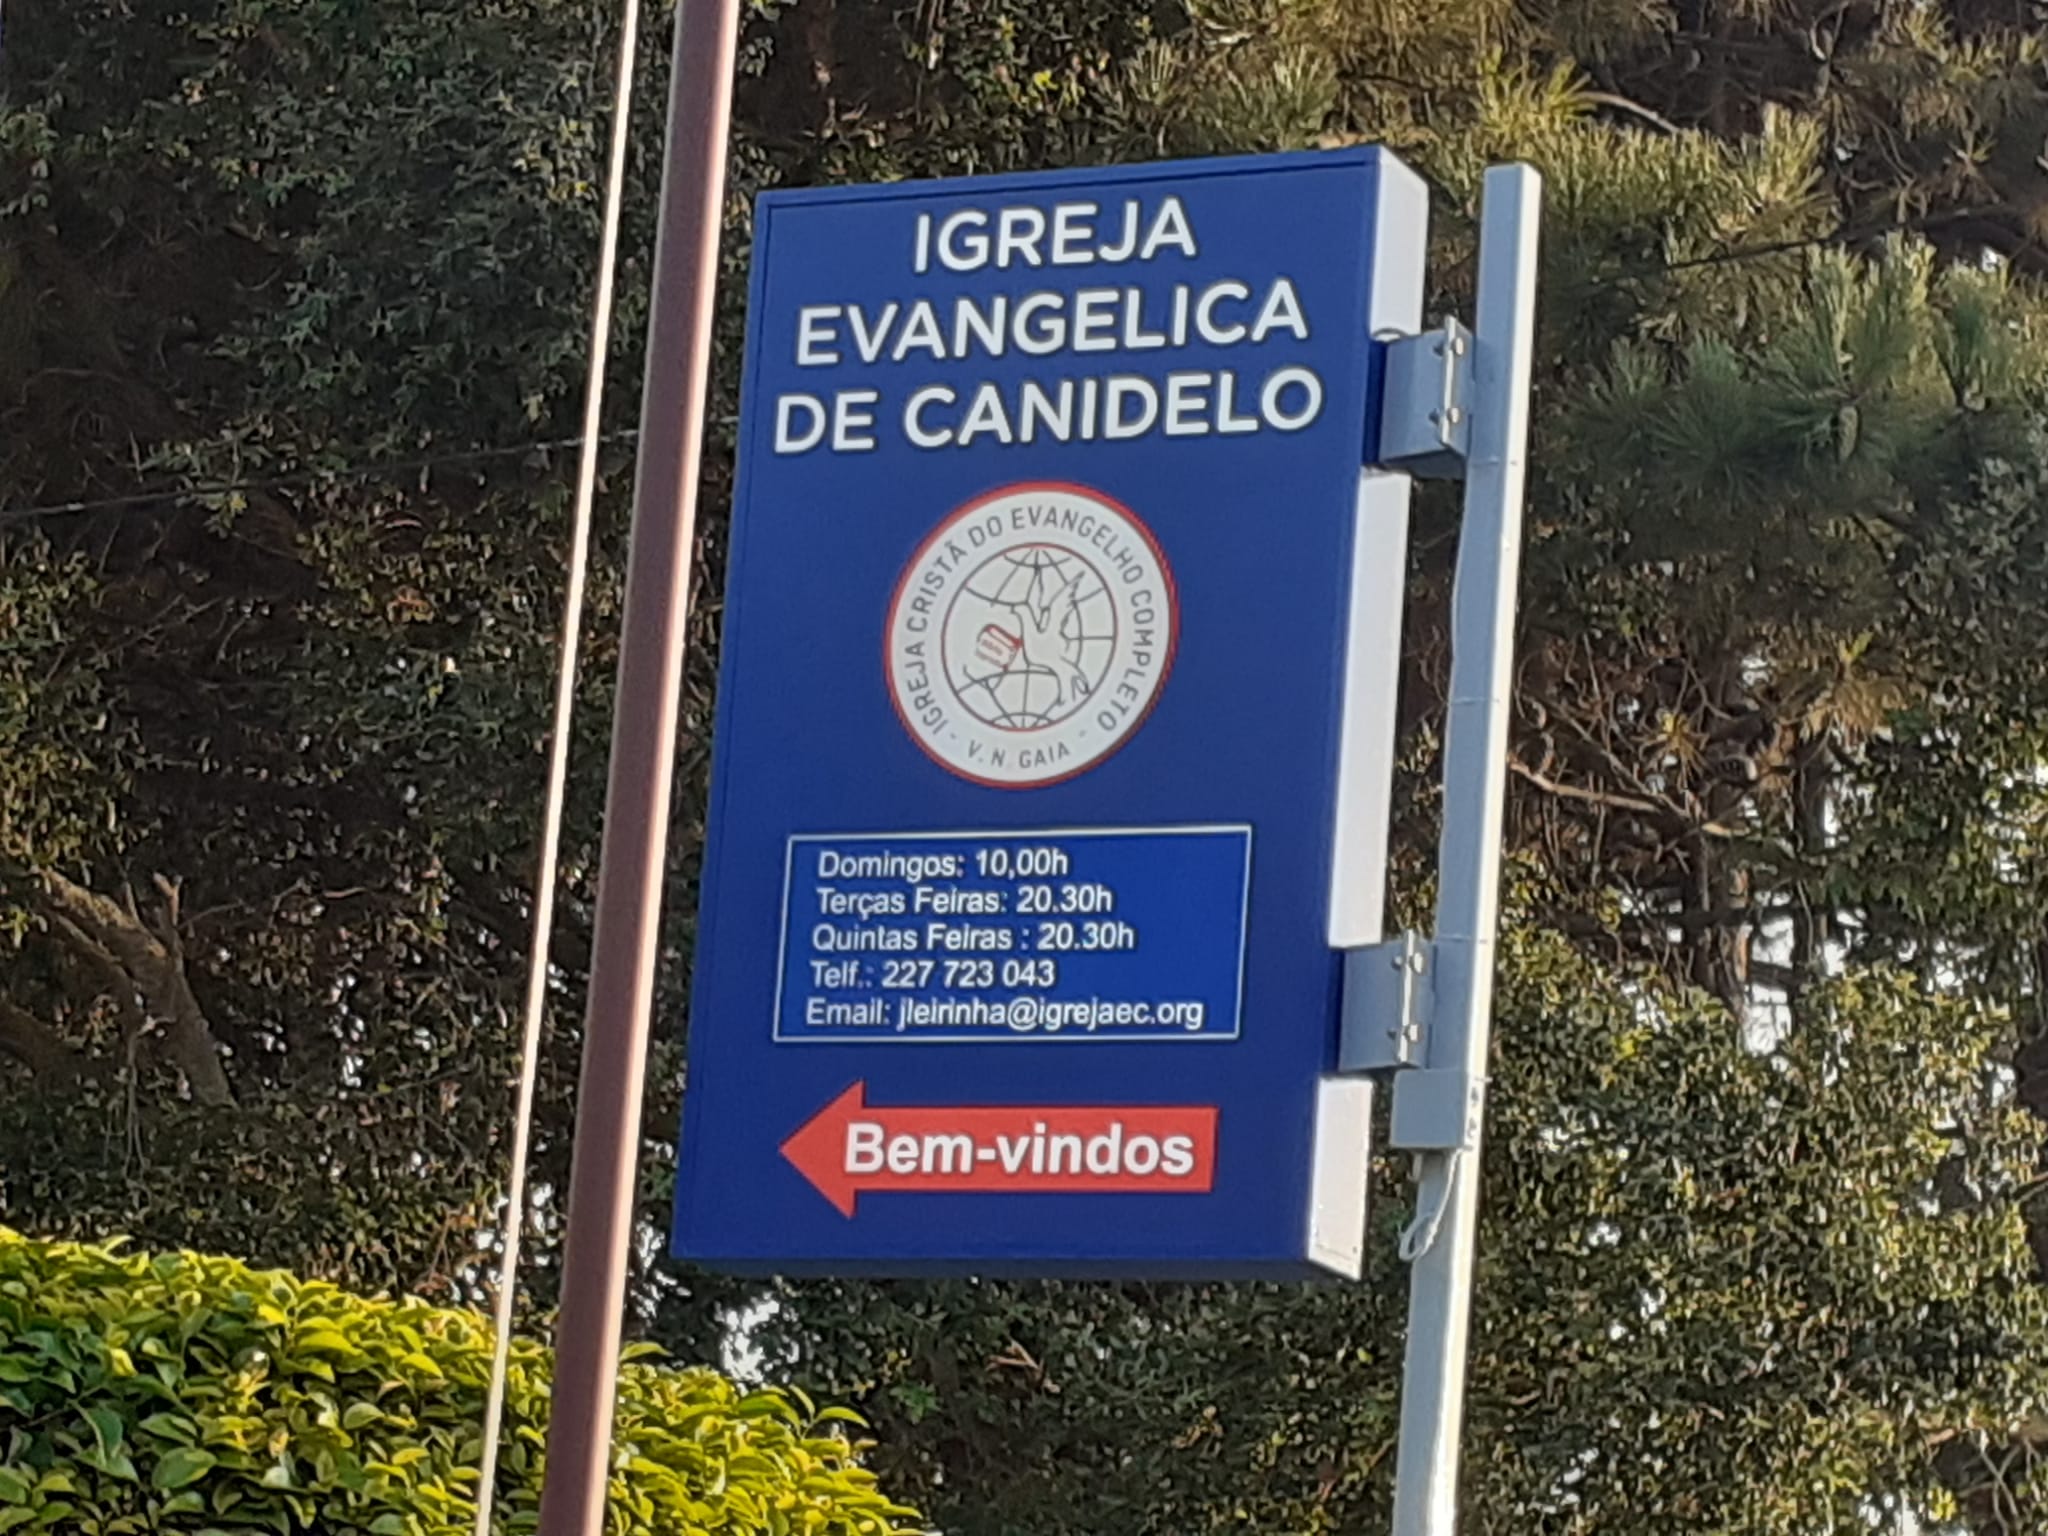 IGREJA
EVANGELICA
DE CANIDELO
IGREJA CRISTÃ DO EVANGELHO COMPLETO
- V. N. GAIA -
Domingos: 10,00h
Terças Feiras: 20.30h
Quintas Feiras : 20.30h
Telf.: 227 723 043
Email: jleirinha@igrejaec.org
Bem-vindos